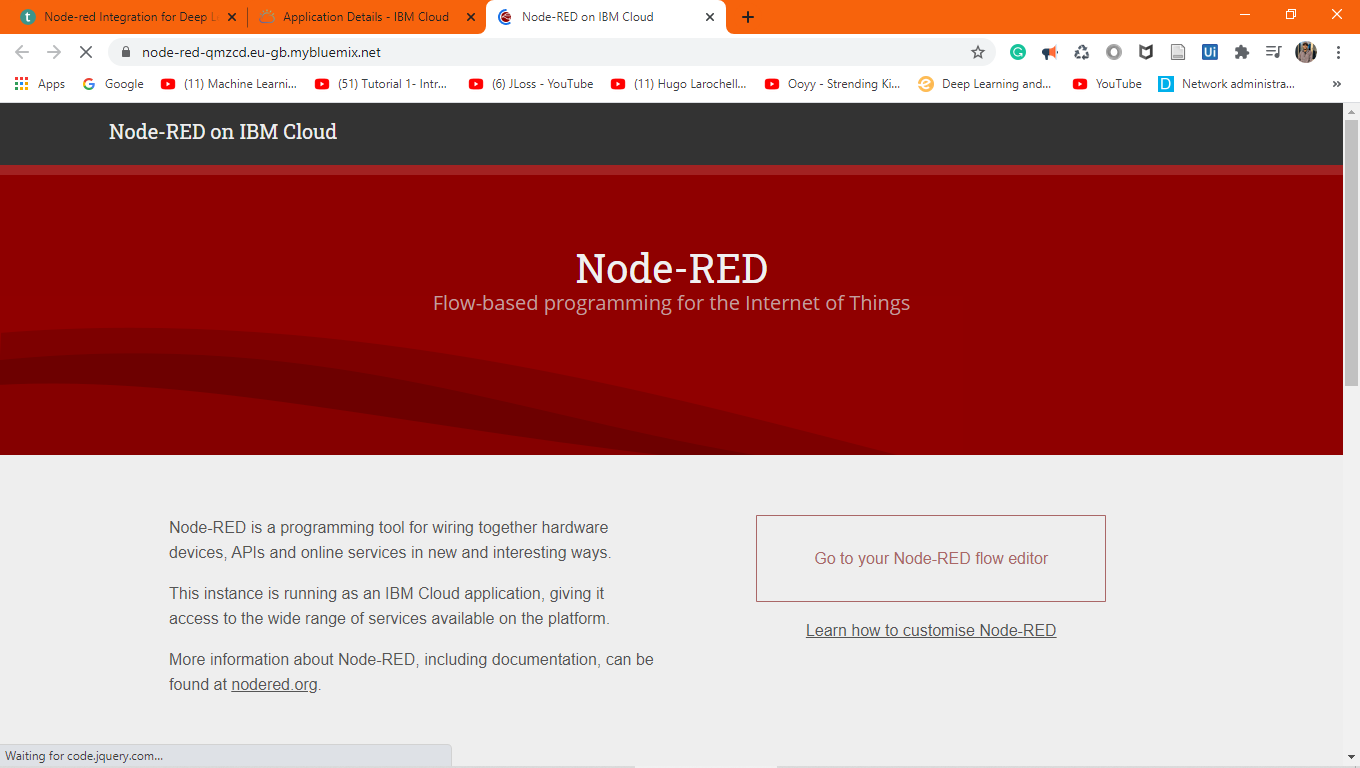 Node-red Integration for Deep L
Application Details - IBM Cloud
Node-RED on IBM Cloud
node-red-qmzcd.eu-gb.mybluemix.net
Apps
Google
(11) Machine Learni...
(51) Tutorial 1- Intr...
(6) JLoss - YouTube
(11) Hugo Larochell...
Ooyy - Strending Ki...
Deep Learning and...
YouTube
Network administra...
Node-RED on IBM Cloud
Node-RED
Flow-based programming for the Internet of Things
Node-RED is a programming tool for wiring together hardware
devices, APIs and online services in new and interesting ways.
This instance is running as an IBM Cloud application, giving it
access to the wide range of services available on the platform.
More information about Node-RED, including documentation, can be
found at nodered.org.
Go to your Node-RED flow editor
Learn how to customise Node-RED
Waiting for code.jquery.com...